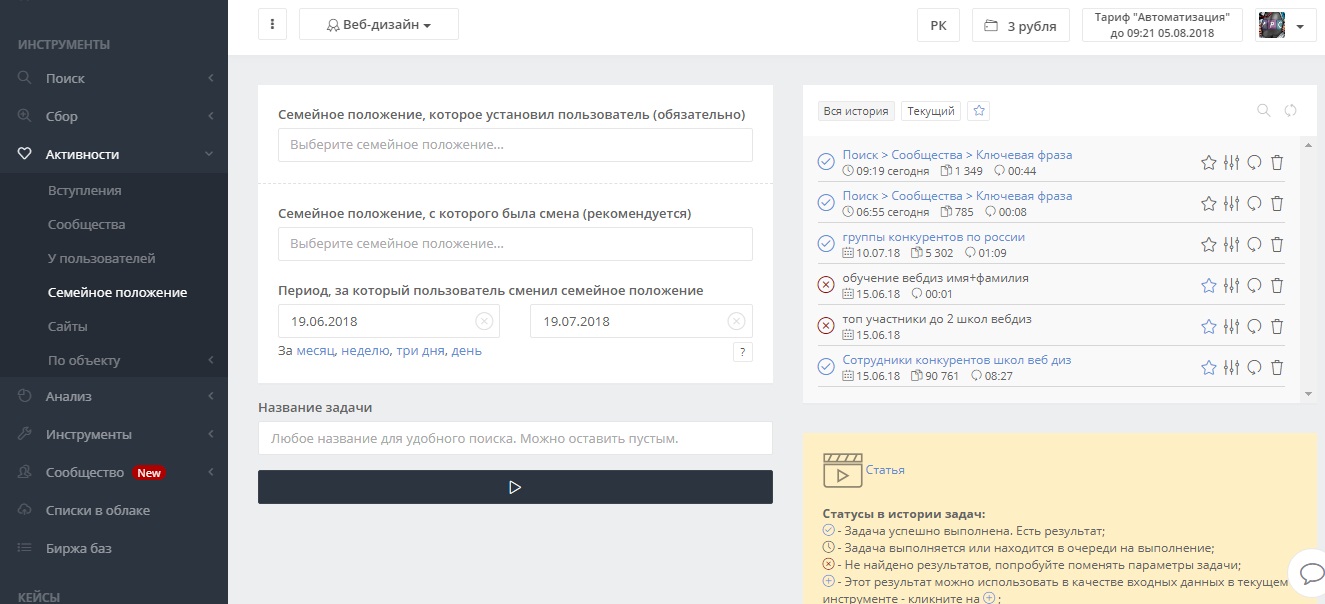 ИНСТРУМЕНТЫ
Поиск
Сбор
Активности
Вступления
Сообщества
У пользователей
Семейное положение
Сайты
По объекту
Анализ
Инструменты
Сообщество New
Списки в облаке
Биржа баз
КЕЙСЫ
Веб-дизайн
РК
3 рубля
Тариф "Автоматизация"
до 09:21 05.08.2018
Семейное положение, которое установил пользователь (обязательно)
Выберите семейное положение...
Семейное положение, с которого была смена (рекомендуется)
Выберите семейное положение...
Период, за который пользователь сменил семейное положение
19.06.2018 19.07.2018
За месяц, неделю, три дня, день ?
Название задачи
Любое название для удобного поиска. Можно оставить пустым.
Вся история Текущий
Поиск > Сообщества > Ключевая фраза
09:19 сегодня 1 349 00:44
Поиск > Сообщества > Ключевая фраза
06:55 сегодня 785 00:08
группы конкурентов по россии
10.07.18 5 302 01:09
обучение вебдиз имя+фамилия
15.06.18 00:01
топ участники до 2 школ вебдиз
15.06.18
Сотрудники конкурентов школ веб диз
15.06.18 90 761 08:27
Статья
Статусы в истории задач:
- Задача успешно выполнена. Есть результат;
- Задача выполняется или находится в очереди на выполнение;
- Не найдено результатов, попробуйте поменять параметры задачи;
- Этот результат можно использовать в качестве входных данных в текущем
инструменте - кликните на ;